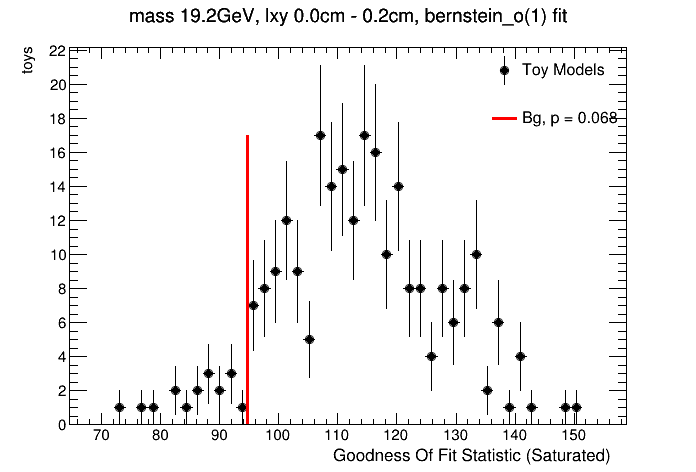 mass 19.2GeV, lxy 0.0cm - 0.2cm, bernstein_o(1) fit
toys
22
20
18
16
14
12
10
8
6
4
2
0
Toy Models
Bg, p = 0.068
70 80 90 100 110 120 130 140 150
Goodness Of Fit Statistic (Saturated)